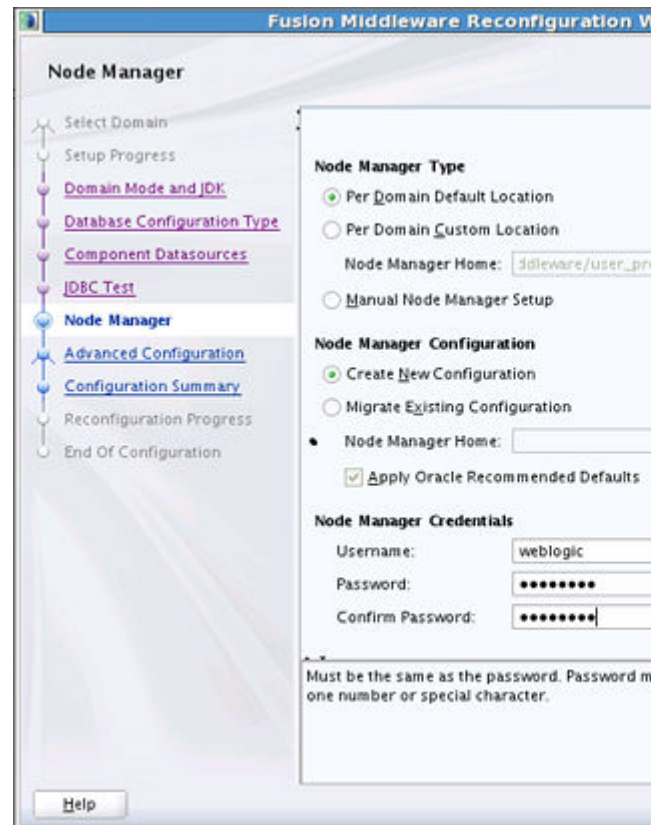 Fusion Middleware Reconfiguration W
Node Manager
Select Domain
Setup Progress
Domain Mode and JDK
Database Configuration Type
Component Datasources
JDBC Test
Node Manager
Advanced Configuration
Configuration Summary
Reconfiguration Progress
End Of Configuration
Node Manager Type
Per Domain Default Location
Per Domain Custom Location
Node Manager Home: ddleware/user_pr
Manual Node Manager Setup
Node Manager Configuration
Create New Configuration
Migrate Existing Configuration
Node Manager Home:
Apply Oracle Recommended Defaults
Node Manager Credentials
Username: weblogic
Password: ••••••••
Confirm Password: ••••••••
Must be the same as the password. Password m
one number or special character.
Help